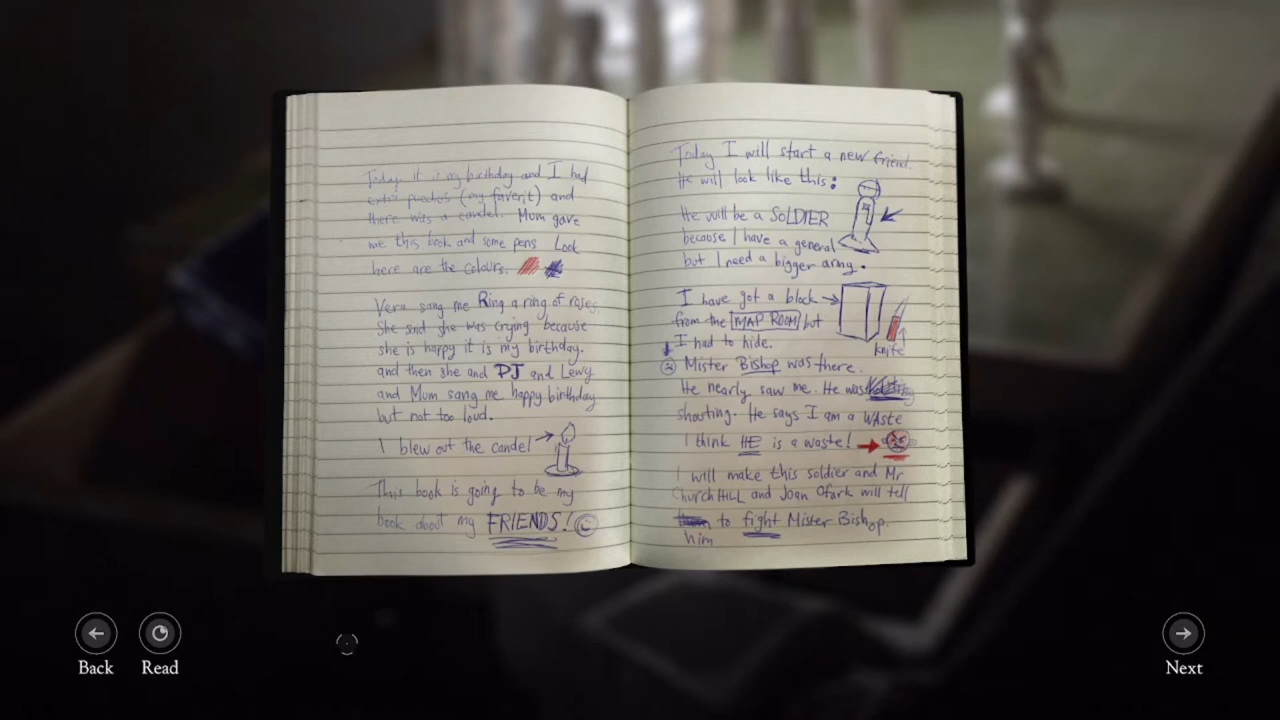 Today it is my birthday and I had
extra peeches (my faverit) and
there was a candel. Mum gave
me this book and some pens Look
here are the colours.
Vera sang me Ring a ring of roses.
She said she was crying because
she is happy it is my birthday.
and then she and PJ and Lewy
and Mum sang me happy birthday
but not too loud.
I blew out the candel
This book is going to be my
book about my FRIENDS!
Today I will start a new friend.
He will look like this:
He will be a SOLDIER
because I have a general
but I need a bigger army.
I have got a block
from the MAP ROOM but
I had to hide.
knife
Mister Bishop was there.
He nearly saw me. He was
shouting. He says I am a WASTE
I think HE is a waste!
I will make this soldier and Mr
ChurchHILL and Joan Ofark will tell
to fight Mister Bishop.
him
Back
Read
Next